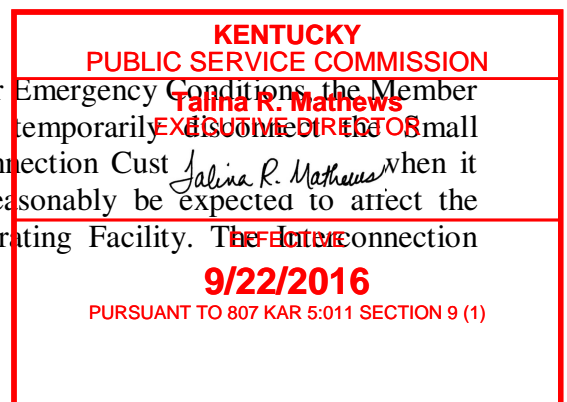 KENTUCKY
PUBLIC SERVICE COMMISSION
Emergency Conditions, the Member
Talina R. Mathews
temporarily disconnect the Small
EXECUTIVE DIRECTOR
nnection Cust when it
Talina R. Mathews
easonably be expected to affect the
rating Facility. The Interconnection
EFFECTIVE
9/22/2016
PURSUANT TO 807 KAR 5:011 SECTION 9 (1)